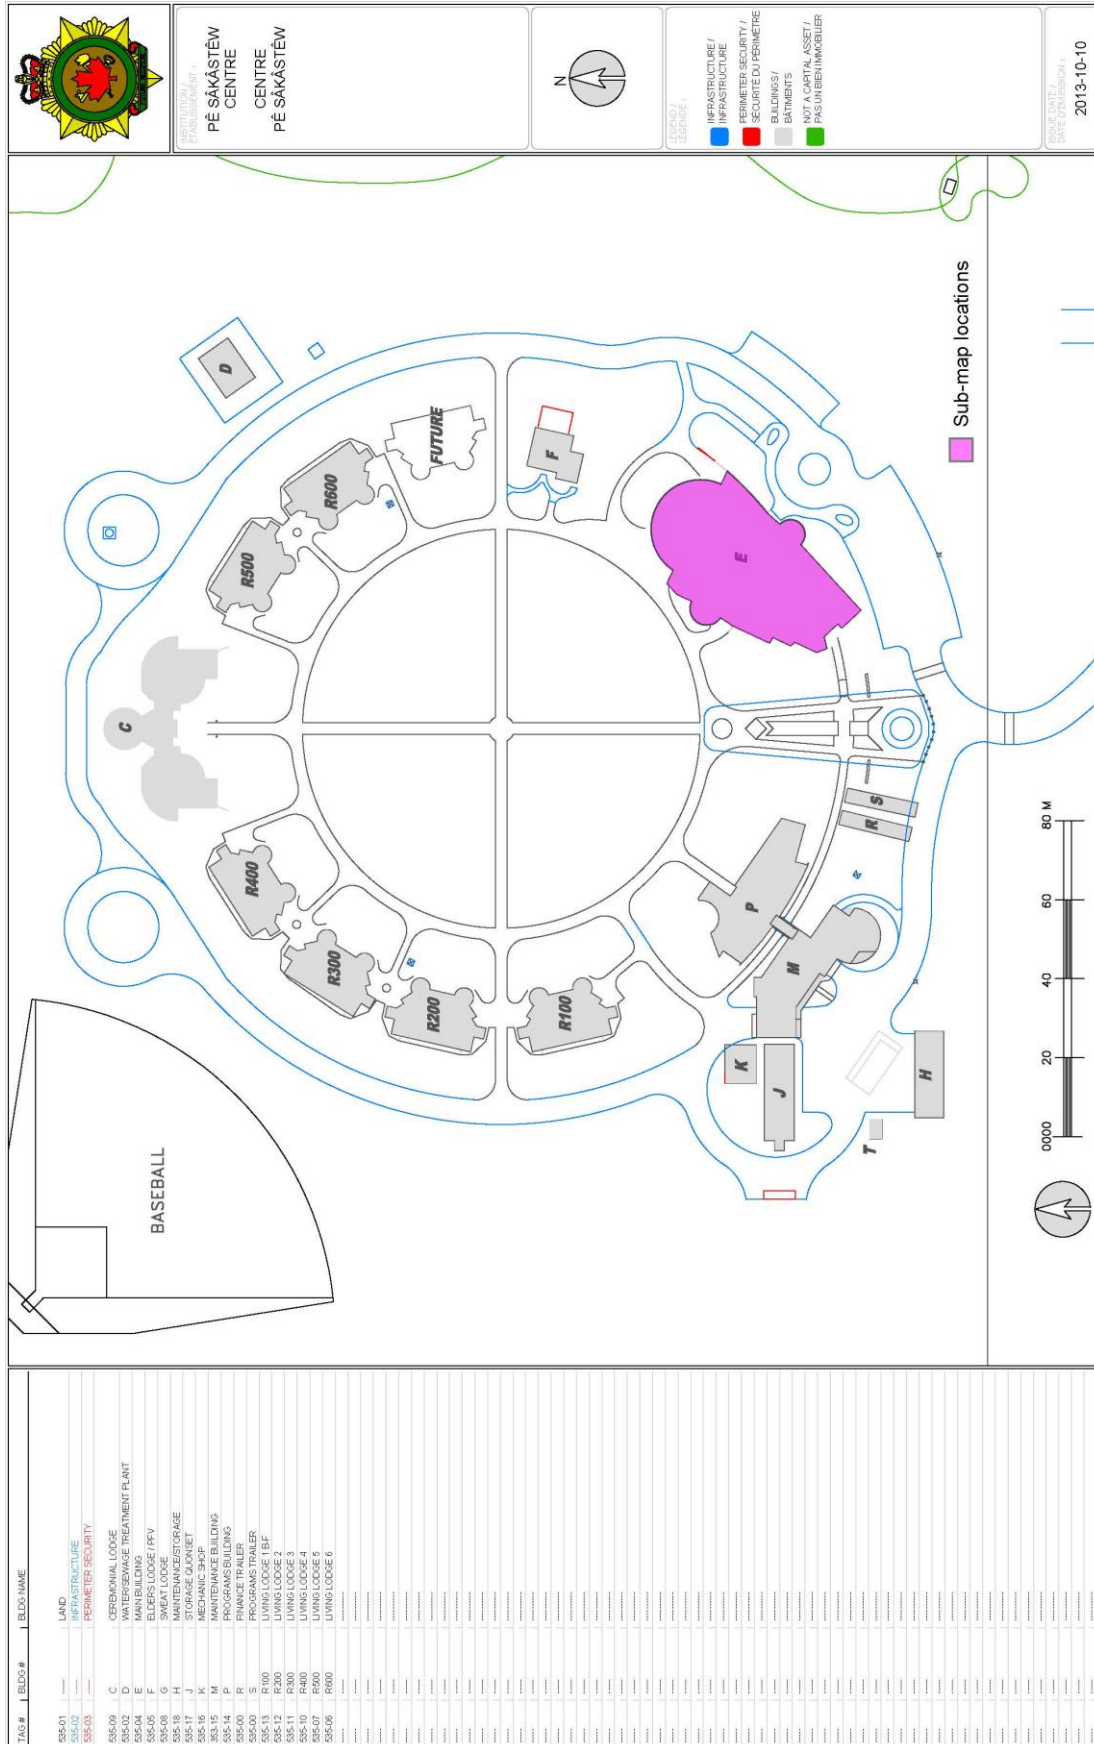 INSTITUTION /
ÉTABLISSEMENT :
PÊ SÂKÂSTÊW
CENTRE
CENTRE
PÊ SÂKÂSTÊW
N
LEGEND /
LÉGENDE :
INFRASTRUCTURE /
INFRASTRUCTURE
PERIMETER SECURITY /
SÉCURITÉ DU PÉRIMÈTRE
BUILDINGS /
BÂTIMENTS
NOT A CAPITAL ASSET /
PAS UN BIEN IMMOBILIER
ISSUE DATE /
DATE D'ÉMISSION :
2013-10-10
BASEBALL
C
D
R500
R600
FUTURE
R400
R300
R200
R100
F
E
P
M
R
S
K
J
H
T
Sub-map locations
0000 20 40 60 80 M
TAG # | BLDG # | BLDG NAME
535-01 ---- LAND
535-02 ---- INFRASTRUCTURE
535-03 ---- PERIMETER SECURITY
535-09 C CEREMONIAL LODGE
535-02 D WATER/SEWAGE TREATMENT PLANT
535-04 E MAIN BUILDING
535-05 F ELDERS LODGE / PFV
535-08 G SWEAT LODGE
535-18 H MAINTENANCE/STORAGE
535-17 J STORAGE QUONSET
535-16 K MECHANIC SHOP
353-15 M MAINTENANCE BUILDING
535-14 P PROGRAMS BUILDING
535-00 R FINANCE TRAILER
535-00 S PROGRAMS TRAILER
535-13 R100 LIVING LODGE 1 B-F
535-12 R200 LIVING LODGE 2
535-11 R300 LIVING LODGE 3
535-10 R400 LIVING LODGE 4
535-07 R500 LIVING LODGE 5
535-06 R600 LIVING LODGE 6